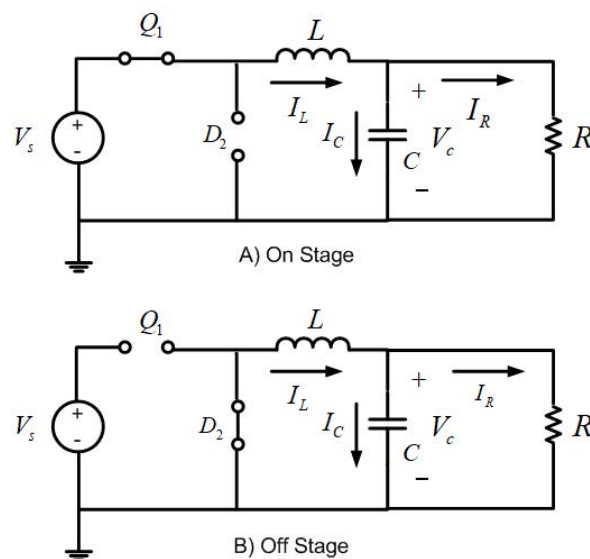 Q1
L
+
-
Vs
D2
IL
IC
+
C
Vc
−
IR
R
A) On Stage
Q1
L
+
-
Vs
D2
IL
IC
+
C
Vc
−
IR
R
B) Off Stage